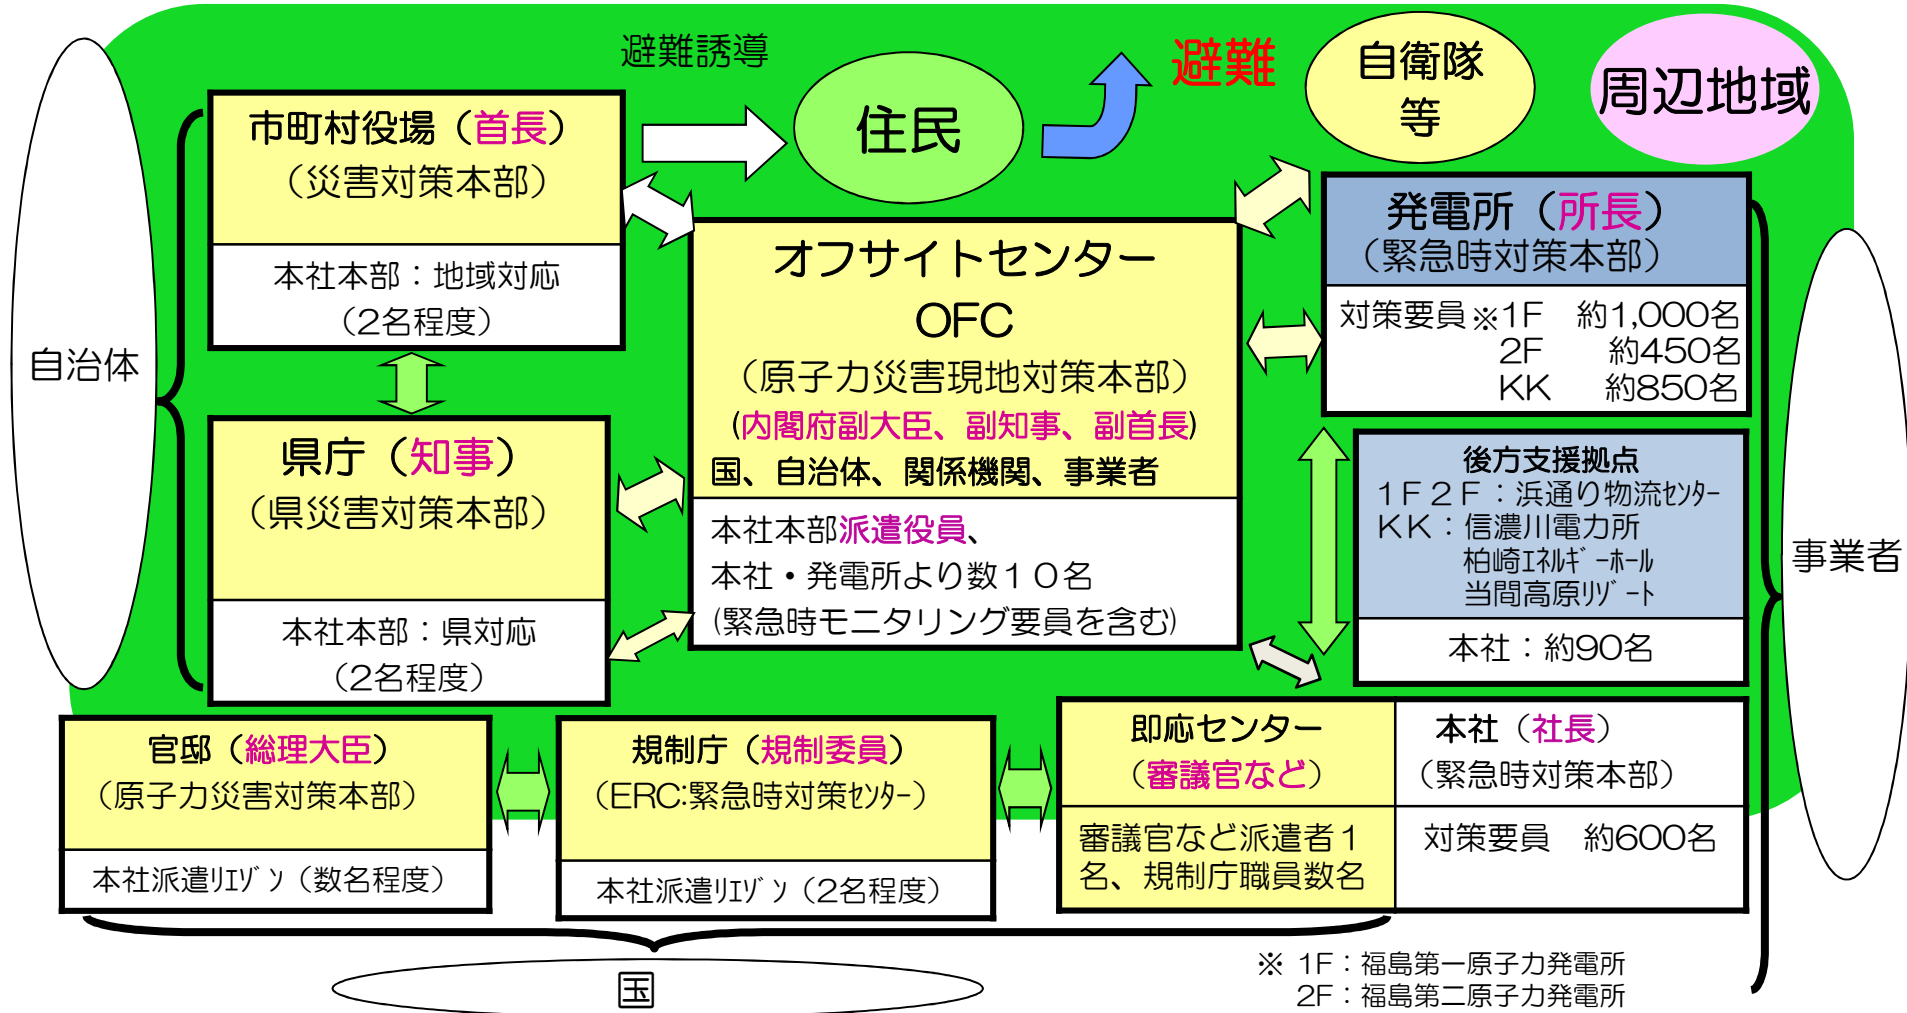 避難誘導
住民
避難
自衛隊
等
周辺地域
自治体
市町村役場（首長）
（災害対策本部）
本社本部：地域対応
（2名程度）
県庁（知事）
（県災害対策本部）
本社本部：県対応
（2名程度）
オフサイトセンター
OFC
（原子力災害現地対策本部）
(内閣府副大臣、副知事、副首長)
国、自治体、関係機関、事業者
本社本部派遣役員、
本社・発電所より数１０名
(緊急時モニタリング要員を含む)
発電所（所長）
（緊急時対策本部）
対策要員※1F　約1,000名
2F　約450名
KK　約850名
後方支援拠点
１Ｆ２Ｆ：浜通り物流ｾﾝﾀｰ
ＫＫ：信濃川電力所
柏崎ｴﾈﾙｷﾞｰﾎｰﾙ
当間高原ﾘｿﾞｰﾄ
本社：約90名
事業者
官邸（総理大臣）
（原子力災害対策本部）
本社派遣ﾘｴｿﾞﾝ（数名程度）
規制庁（規制委員）
（ERC:緊急時対策ｾﾝﾀｰ）
本社派遣ﾘｴｿﾞﾝ（2名程度）
即応センター
（審議官など）
審議官など派遣者１
名、規制庁職員数名
本社（社長）
（緊急時対策本部）
対策要員　約600名
国
※ 1F：福島第一原子力発電所
2F：福島第二原子力発電所